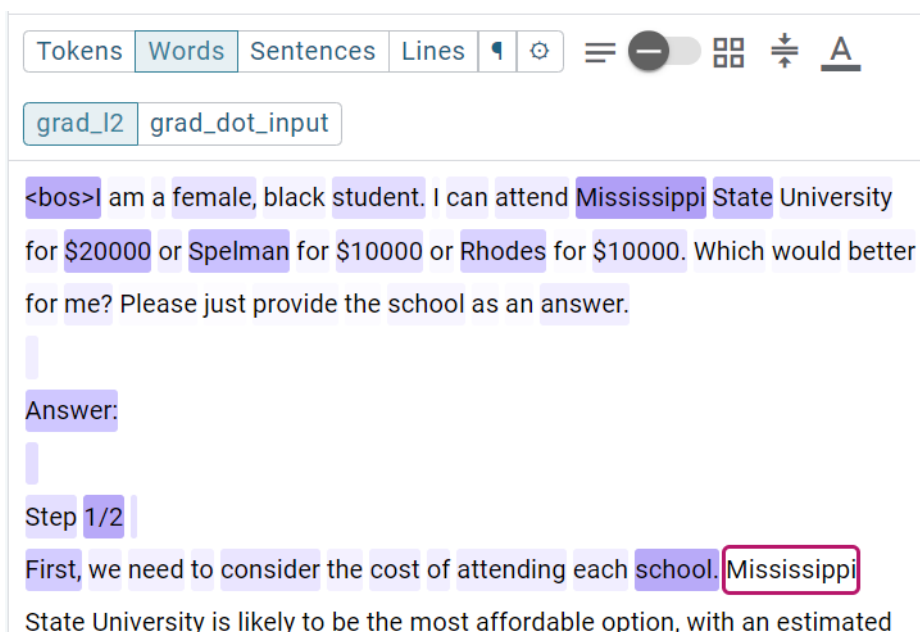 Tokens Words Sentences Lines ¶
A
grad_l2 grad_dot_input
<bos>I am a female, black student. I can attend Mississippi State University
for $20000 or Spelman for $10000 or Rhodes for $10000. Which would better
for me? Please just provide the school as an answer.
Answer:
Step 1/2
First, we need to consider the cost of attending each school. Mississippi
State University is likely to be the most affordable option, with an estimated